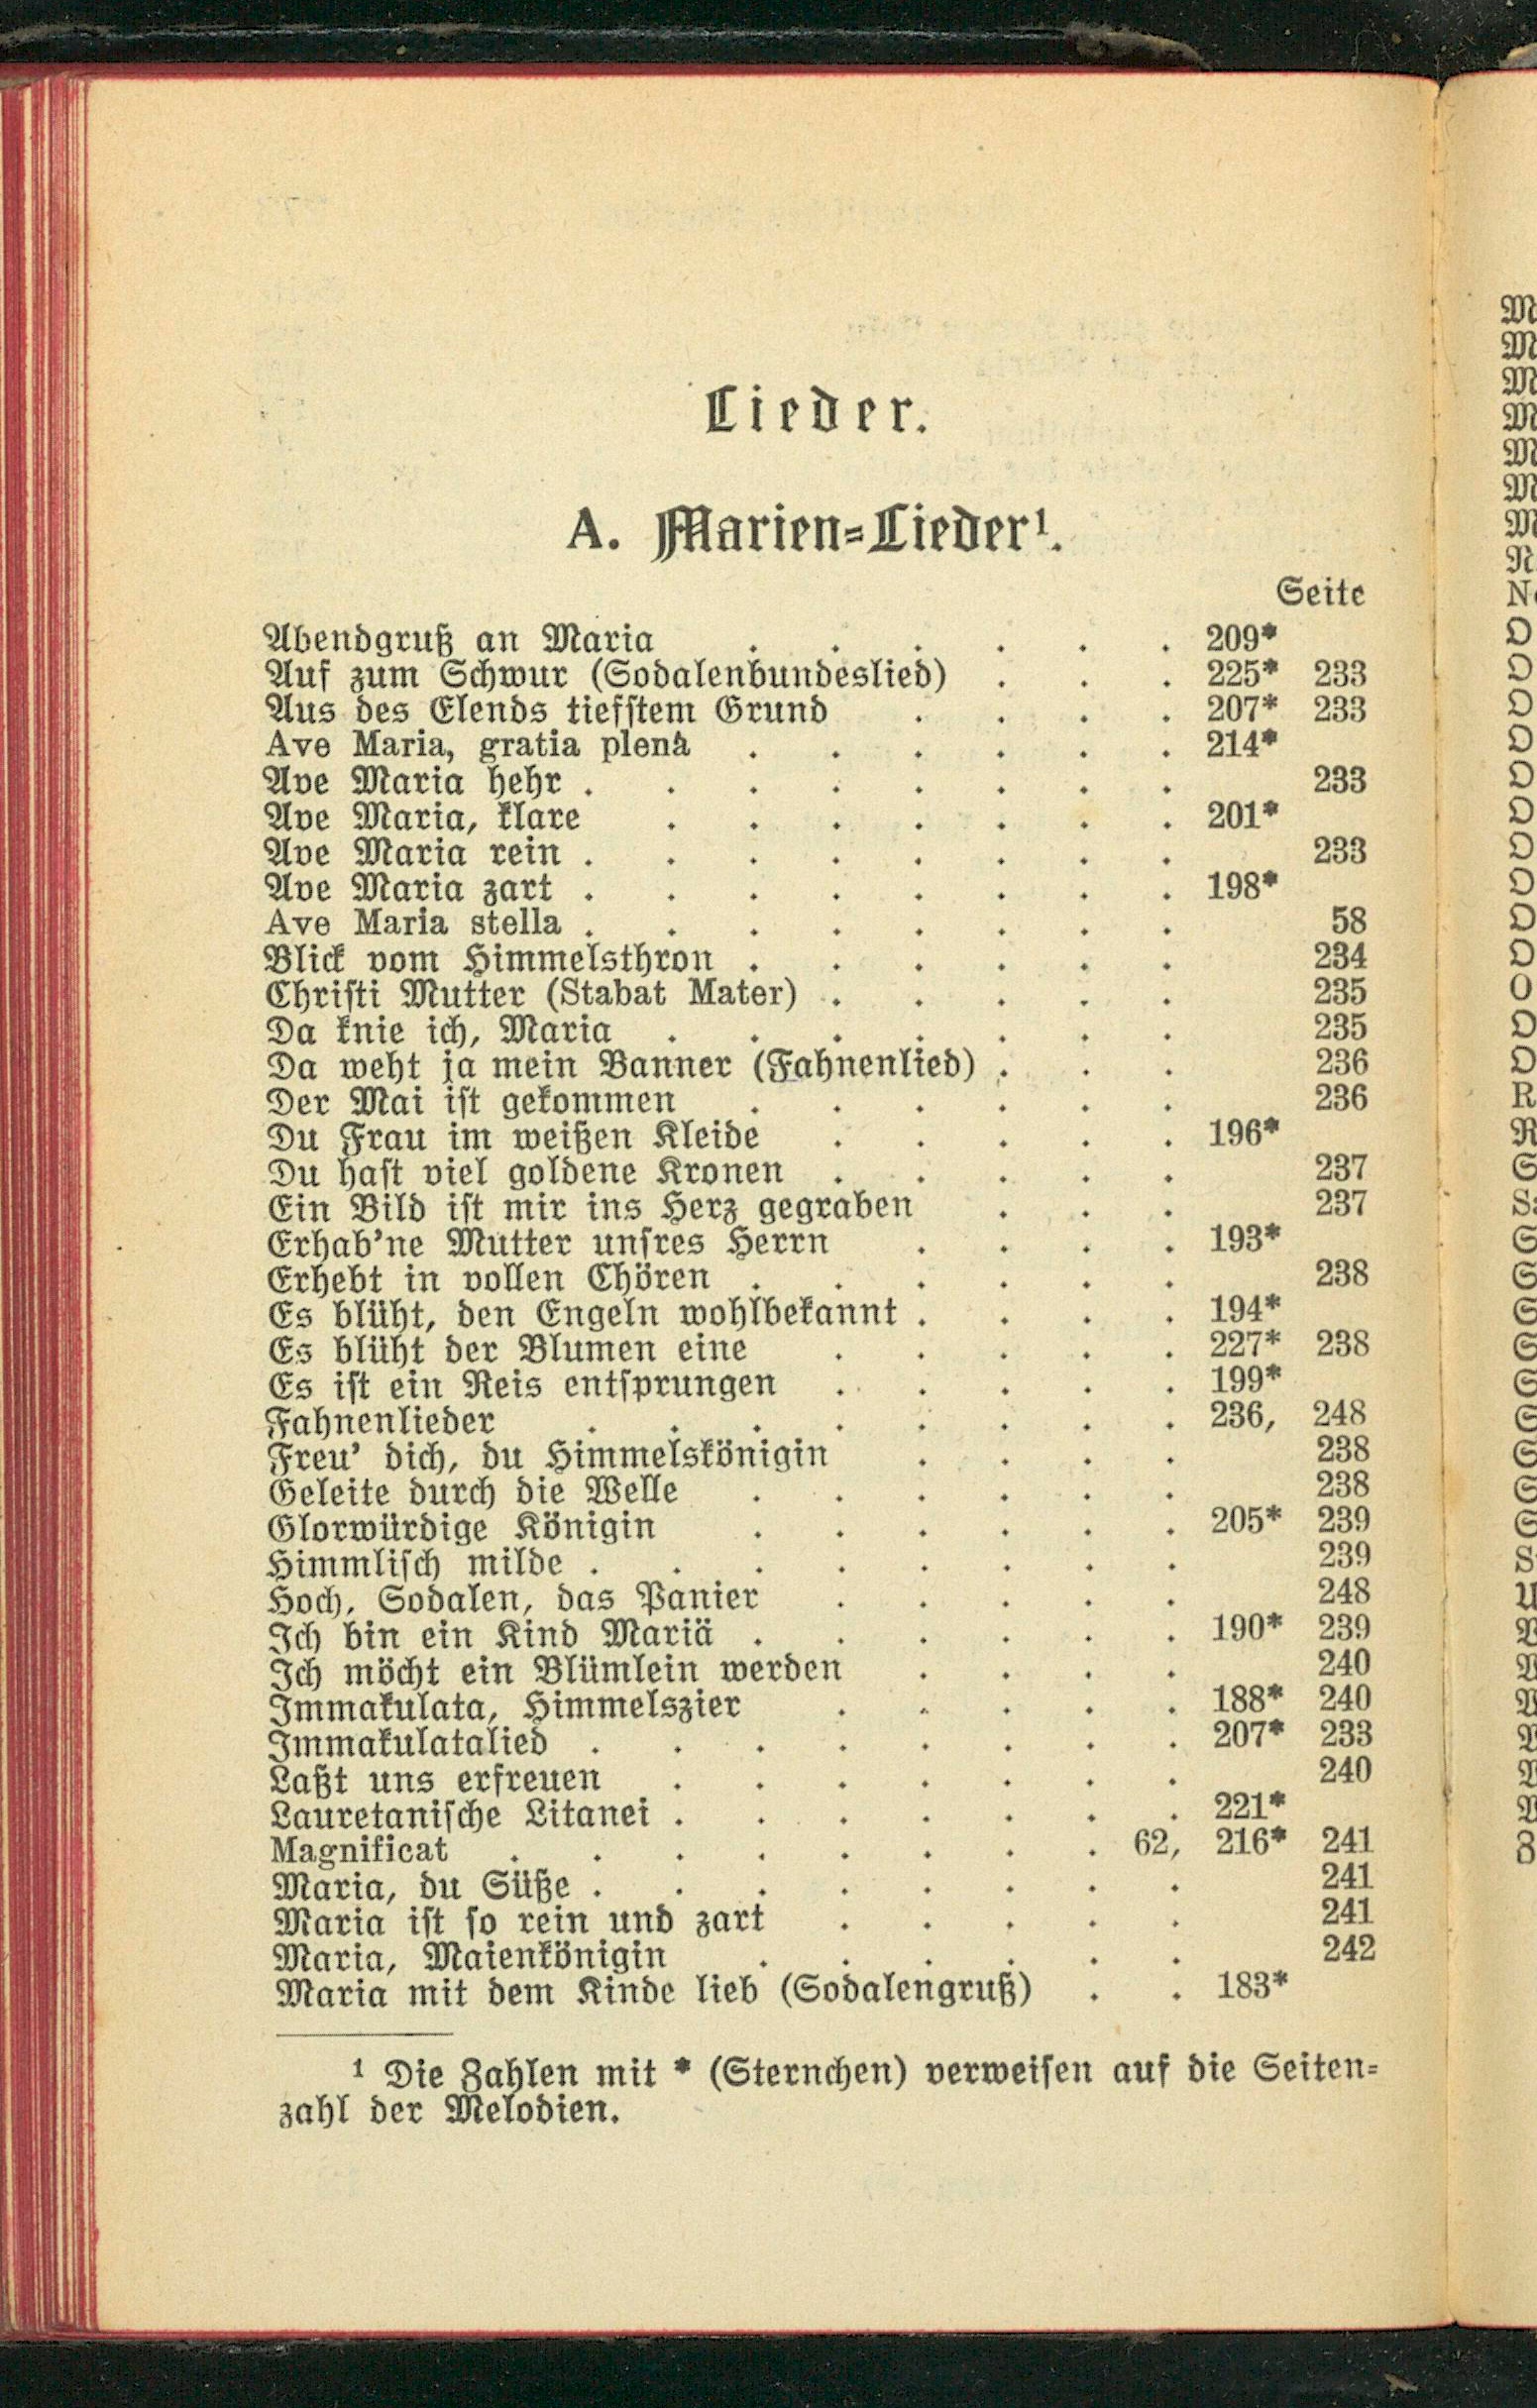 Lieder.
A. Marien-Lieder¹.
Seite
Abendgruß an Maria . . . . . . 209*
Auf zum Schwur (Sodalenbundeslied) . . . 225* 233
Aus des Elends tiefstem Grund . . . . 207* 233
Ave Maria, gratia plena . . . . . . 214*
Ave Maria hehr . . . . . . . . 233
Ave Maria, klare . . . . . . . 201*
Ave Maria rein . . . . . . . . 233
Ave Maria zart . . . . . . . . 198*
Ave Maria stella . . . . . . . . 58
Blick vom Himmelsthron . . . . . . 234
Christi Mutter (Stabat Mater) . . . . . 235
Da knie ich, Maria . . . . . . . 235
Da weht ja mein Banner (Fahnenlied) . . . 236
Der Mai ist gekommen . . . . . . 236
Du Frau im weißen Kleide . . . . . 196*
Du hast viel goldene Kronen . . . . . 237
Ein Bild ist mir ins Herz gegraben . . . 237
Erhab'ne Mutter unsres Herrn . . . . 193*
Erhebt in vollen Chören . . . . . . 238
Es blüht, den Engeln wohlbekannt . . . . 194*
Es blüht der Blumen eine . . . . . 227* 238
Es ist ein Reis entsprungen . . . . . 199*
Fahnenlieder . . . . . . . . 236, 248
Freu' dich, du Himmelskönigin . . . . 238
Geleite durch die Welle . . . . . . 238
Glorwürdige Königin . . . . . . 205* 239
Himmlisch milde . . . . . . . . 239
Hoch, Sodalen, das Panier . . . . . 248
Ich bin ein Kind Mariä . . . . . . 190* 239
Ich möcht ein Blümlein werden . . . . 240
Immakulata, Himmelszier . . . . . 188* 240
Immakulatalied . . . . . . . . 207* 233
Laßt uns erfreuen . . . . . . . 240
Lauretanische Litanei . . . . . . . 221*
Magnificat . . . . . . . . 62, 216* 241
Maria, du Süße . . . . . . . . 241
Maria ist so rein und zart . . . . . 241
Maria, Maienkönigin . . . . . . 242
Maria mit dem Kinde lieb (Sodalengruß) . . 183*
¹ Die Zahlen mit * (Sternchen) verweisen auf die Seiten-
zahl der Melodien.